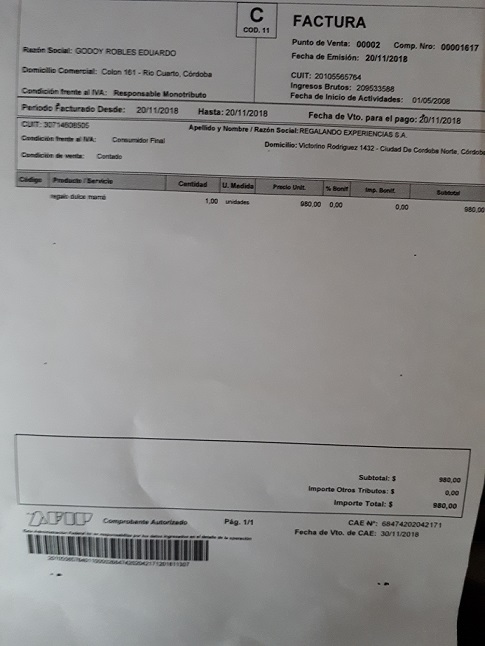 C
COD. 11
FACTURA
Punto de Venta: 00002 Comp. Nro: 00001617
Fecha de Emisión: 20/11/2018
Razón Social: GODOY ROBLES EDUARDO
Domicilio Comercial: Colon 161 - Rio Cuarto, Córdoba
Condición frente al IVA: Responsable Monotributo
CUIT: 20105565764
Ingresos Brutos: 209533586
Fecha de Inicio de Actividades: 01/05/2008
Período Facturado Desde: 20/11/2018 Hasta: 20/11/2018 Fecha de Vto. para el pago: 20/11/2018
CUIT: 30714808505 Apellido y Nombre / Razón Social: REGALANDO EXPERIENCIAS S.A.
Condición frente al IVA: Consumidor Final Domicilio: Victorino Rodriguez 1432 - Ciudad De Cordoba Norte, Córdoba
Condición de venta: Contado
Código Producto / Servicio Cantidad U. Medida Precio Unit. % Bonif Imp. Bonif. Subtotal
regalo dulce mamá 1,00 unidades 980,00 0,00 0,00 980,00
Subtotal: $ 980,00
Importe Otros Tributos: $ 0,00
Importe Total: $ 980,00
AFIP Comprobante Autorizado Pág. 1/1
CAE N°: 68474202042171
Fecha de Vto. de CAE: 30/11/2018